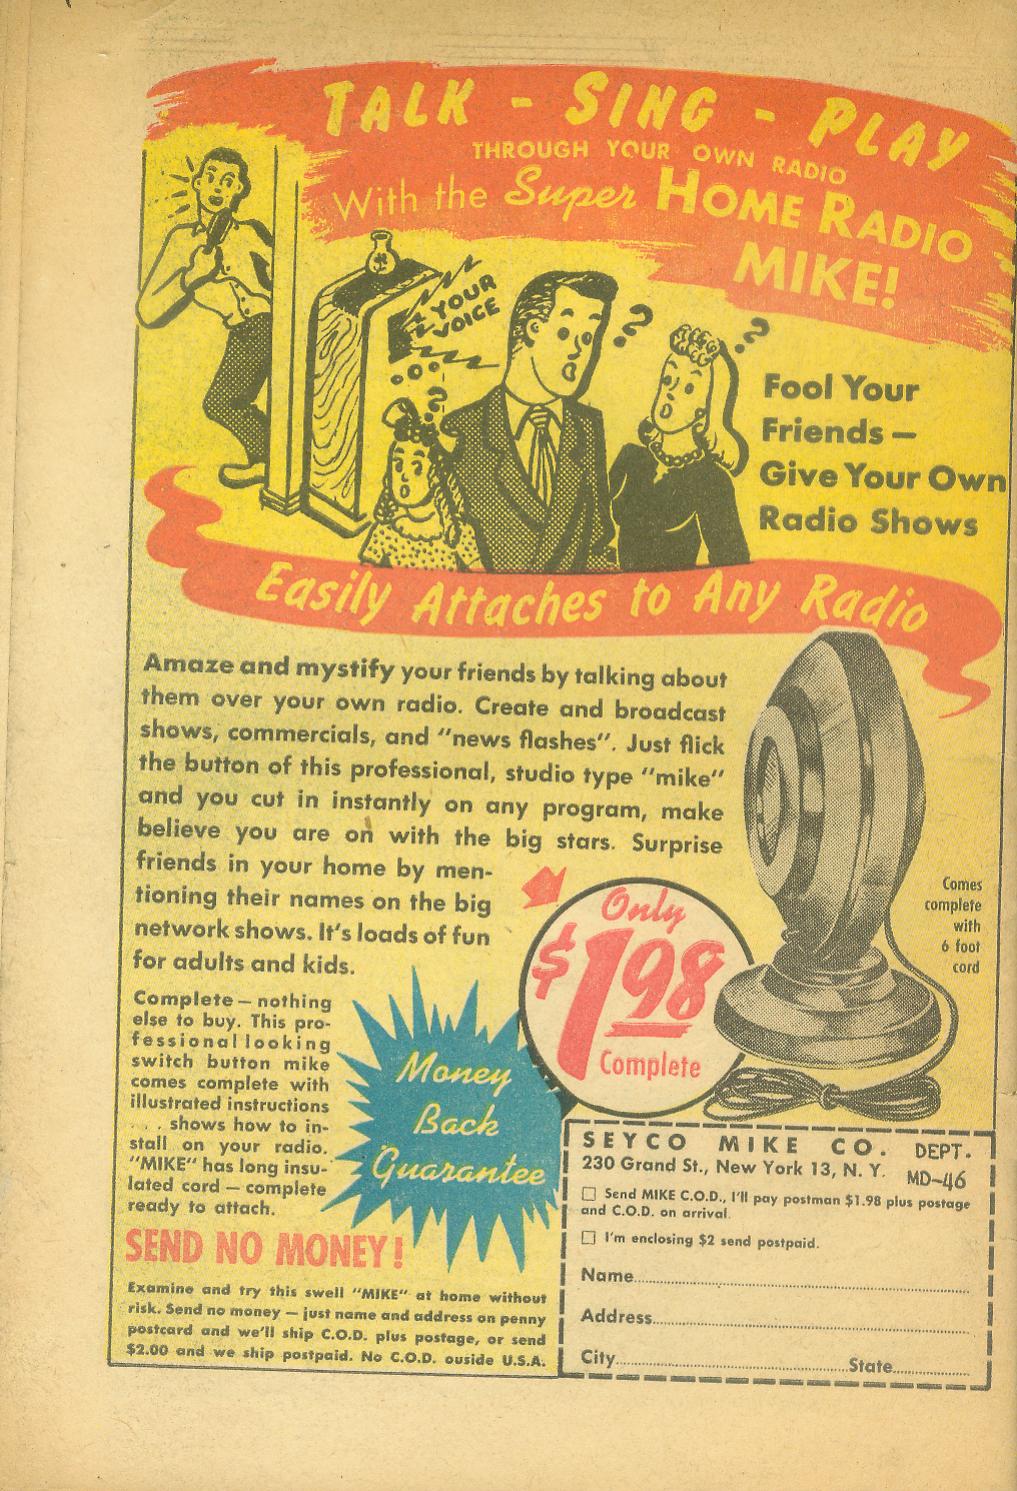 TALK - SING - PLAY
THROUGH YOUR OWN RADIO
With the Super HOME RADIO
MIKE!
YOUR
VOICE
?
?
?
Fool Your
Friends —
Give Your Own
Radio Shows
Easily Attaches to Any Radio
Amaze and mystify your friends by talking about
them over your own radio. Create and broadcast
shows, commercials, and "news flashes". Just flick
the button of this professional, studio type "mike"
and you cut in instantly on any program, make
believe you are on with the big stars. Surprise
friends in your home by men-
tioning their names on the big
network shows. It's loads of fun
for adults and kids.
Only
$1.98
Complete
Comes
complete
with
6 foot
cord
Complete — nothing
else to buy. This pro-
fessional looking
switch button mike
comes complete with
illustrated instructions
. . . shows how to in-
stall on your radio.
"MIKE" has long insu-
lated cord — complete
ready to attach.
Money
Back
Guarantee
SEND NO MONEY!
Examine and try this swell "MIKE" at home without
risk. Send no money — just name and address on penny
postcard and we'll ship C.O.D. plus postage, or send
$2.00 and we ship postpaid. No C.O.D. ouside U.S.A.
SEYCO MIKE CO. DEPT.
230 Grand St., New York 13, N. Y. MD-46
☐ Send MIKE C.O.D., I'll pay postman $1.98 plus postage
and C.O.D. on arrival.
☐ I'm enclosing $2 send postpaid.
Name
Address
City State